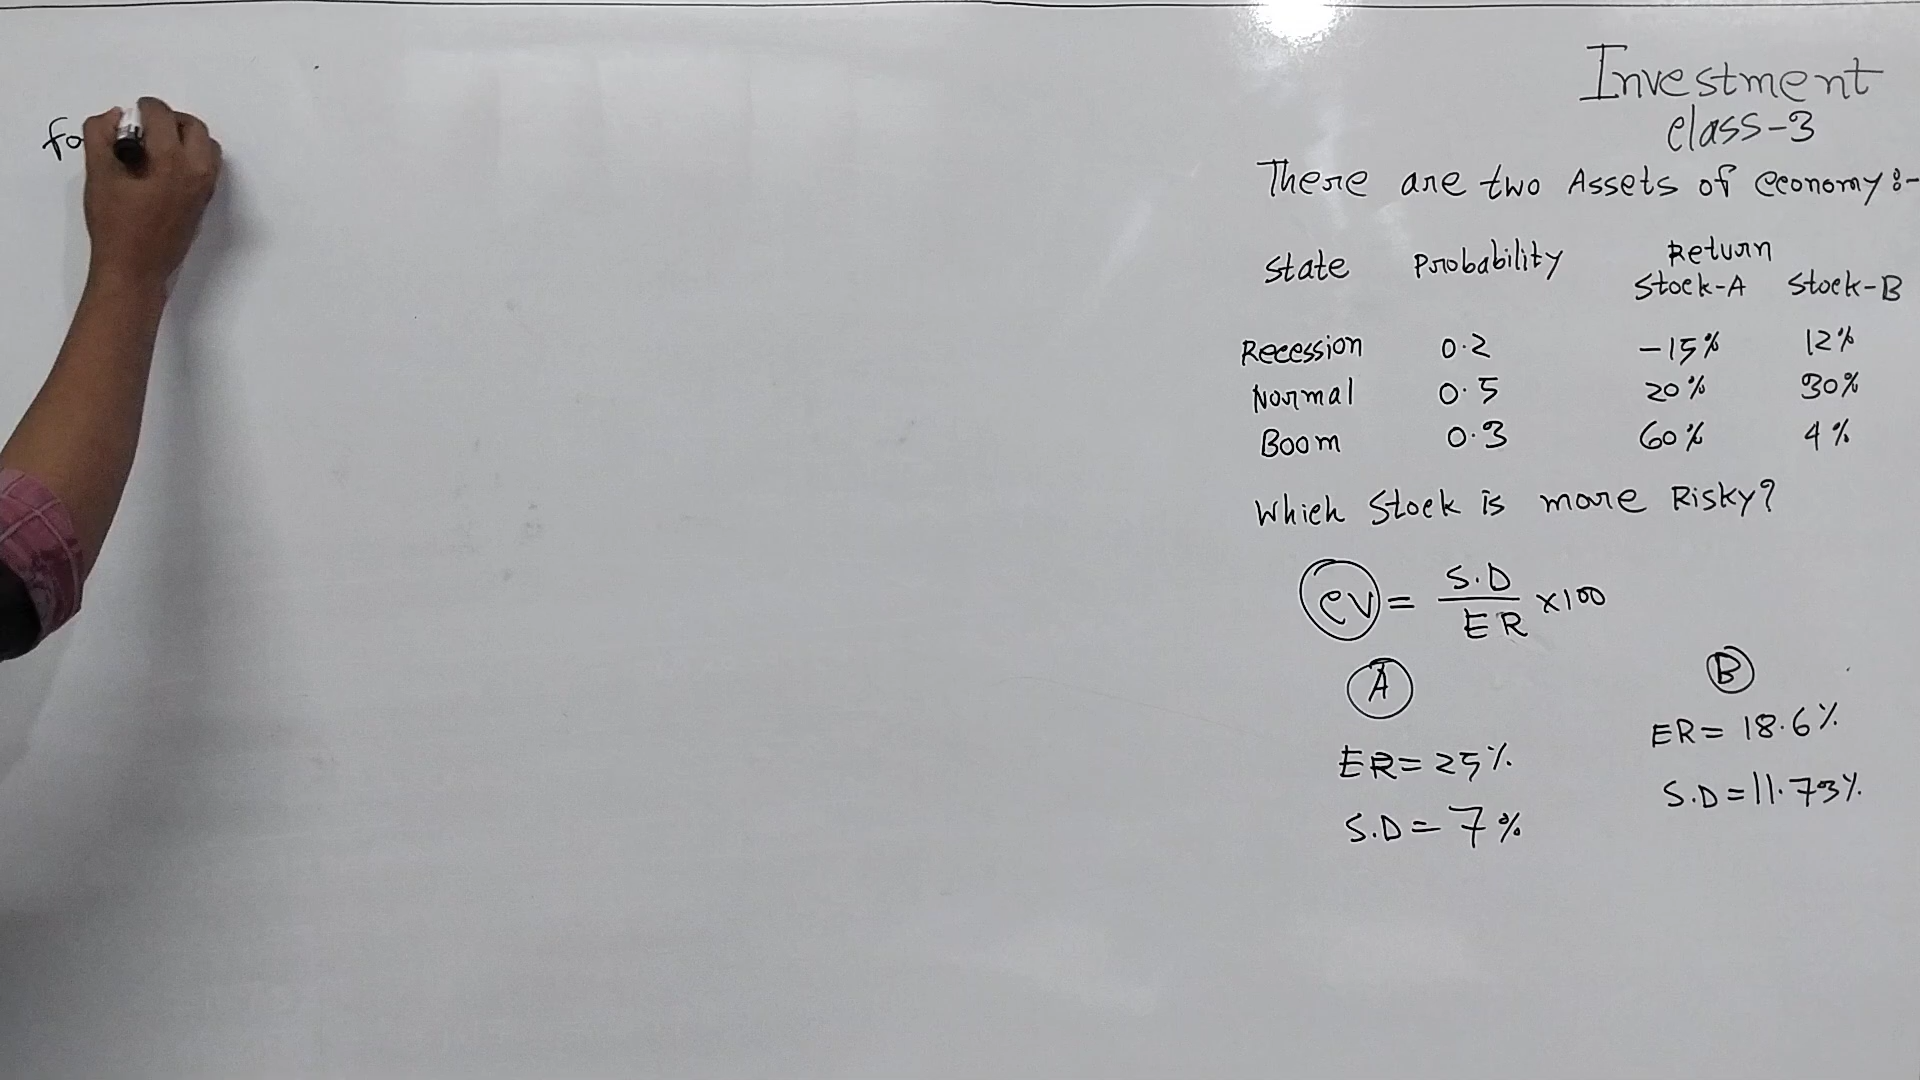 Investment
class-3
There are two Assets of economy:-
State Probability Return
Stock-A Stock-B
Recession 0.2 -15% 12%
Normal 0.5 20% 30%
Boom 0.3 60% 4%
Which Stock is more Risky?
CV = S.D / ER × 100
A B
ER = 25% ER = 18.6%
S.D = 7% S.D = 11.73%